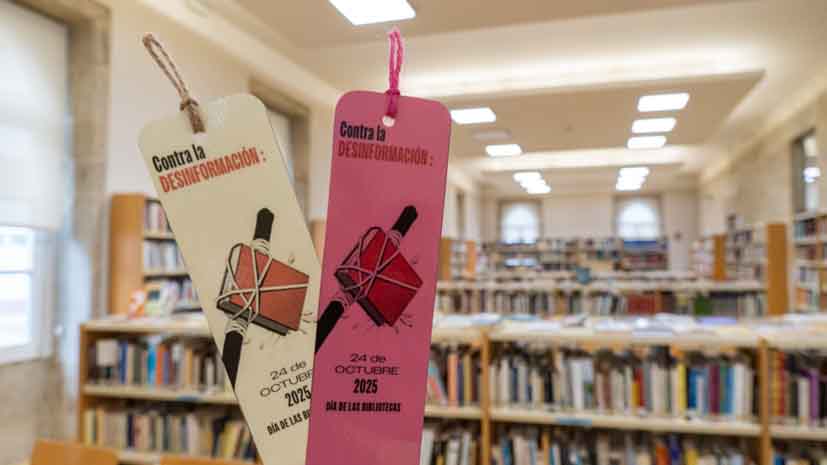 Contra la
DESINFORMACIÓN:
24 de
OCTUBRE
2025
DÍA DE LAS BIBLIOTECAS
Contra la
DESINFORMACIÓN:
24 de
OCTUBRE
2025
DÍA DE LAS BIBLIOTECAS